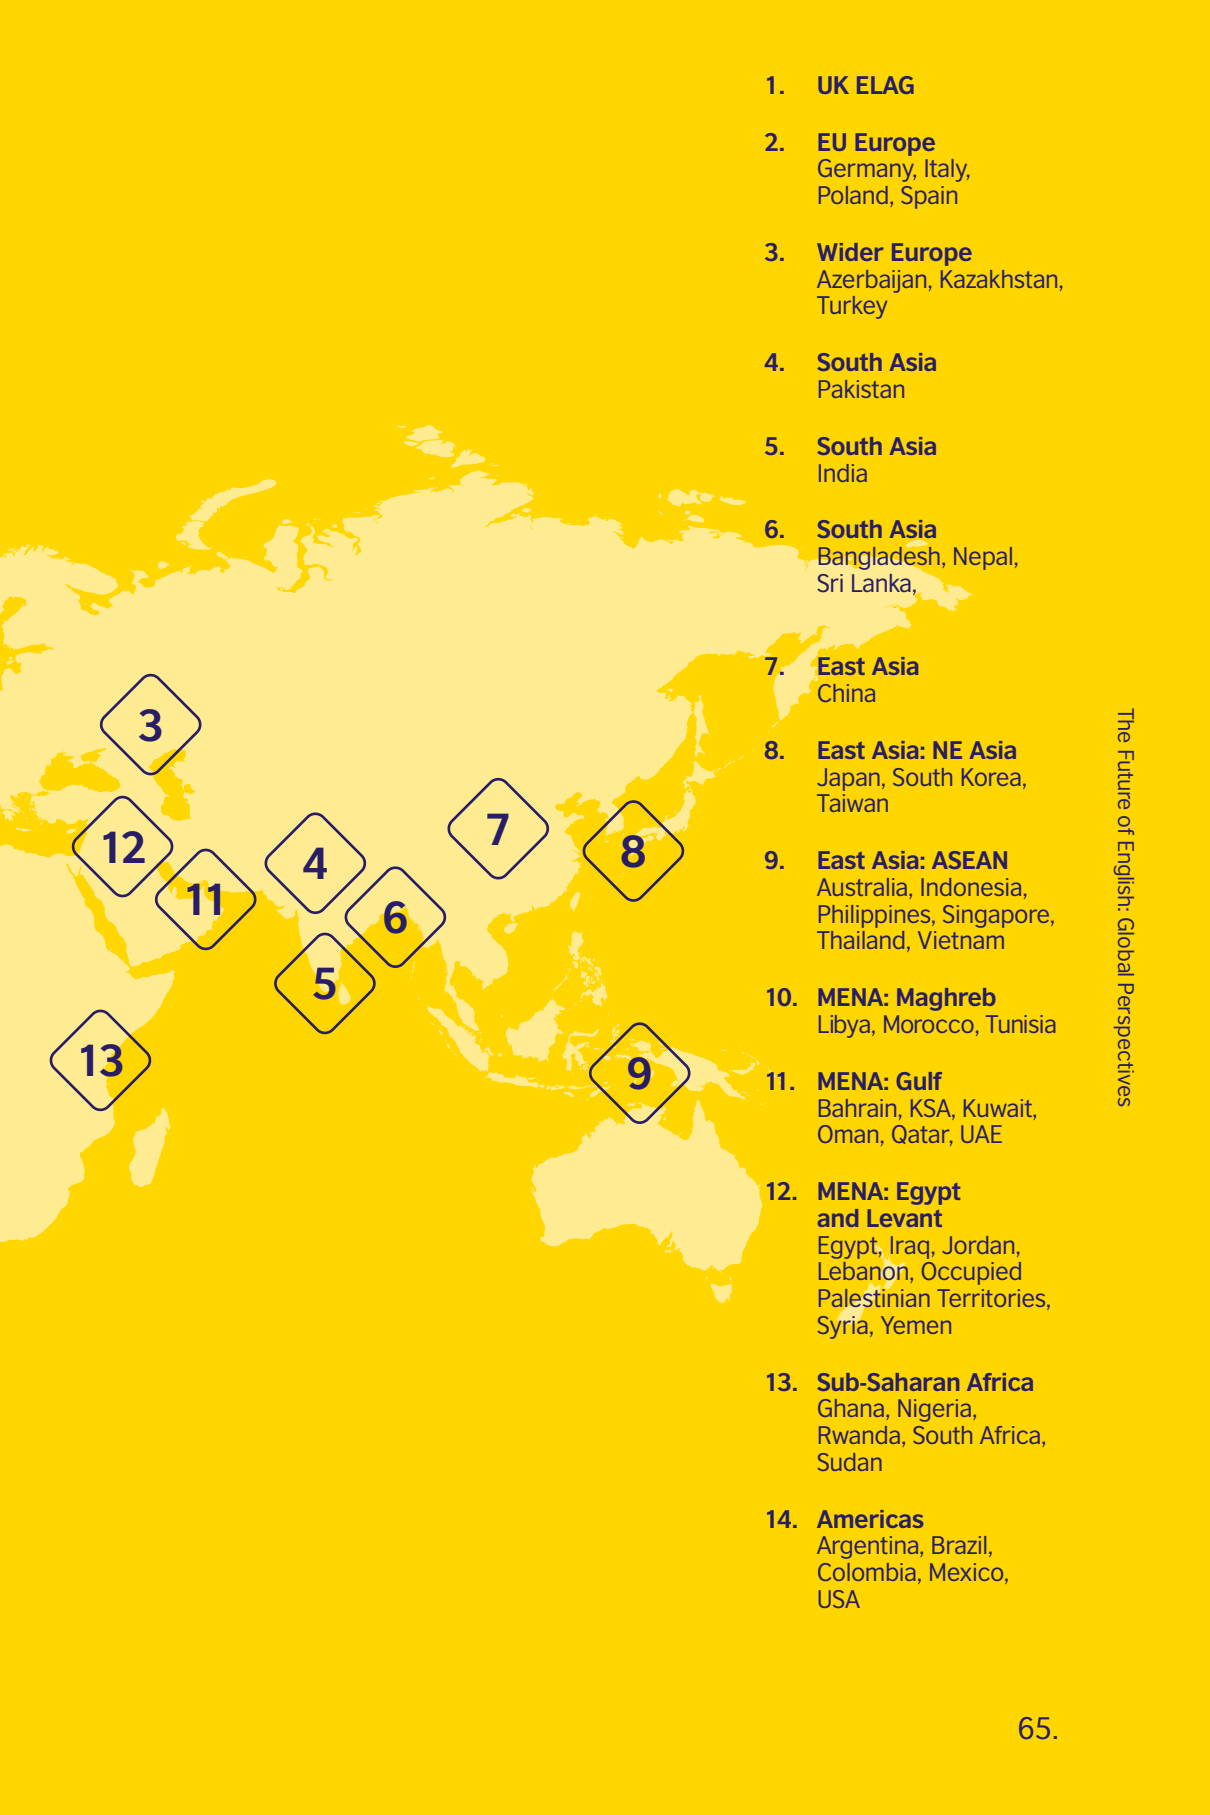 1. UK ELAG
2. EU Europe
Germany, Italy,
Poland, Spain
3. Wider Europe
Azerbaijan, Kazakhstan,
Turkey
4. South Asia
Pakistan
5. South Asia
India
6. South Asia
Bangladesh, Nepal,
Sri Lanka,
7. East Asia
China
8. East Asia: NE Asia
Japan, South Korea,
Taiwan
9. East Asia: ASEAN
Australia, Indonesia,
Philippines, Singapore,
Thailand, Vietnam
10. MENA: Maghreb
Libya, Morocco, Tunisia
11. MENA: Gulf
Bahrain, KSA, Kuwait,
Oman, Qatar, UAE
12. MENA: Egypt
and Levant
Egypt, Iraq, Jordan,
Lebanon, Occupied
Palestinian Territories,
Syria, Yemen
13. Sub-Saharan Africa
Ghana, Nigeria,
Rwanda, South Africa,
Sudan
14. Americas
Argentina, Brazil,
Colombia, Mexico,
USA
3
12
11
4
6
5
7
8
13
9
The Future of English: Global Perspectives
65.